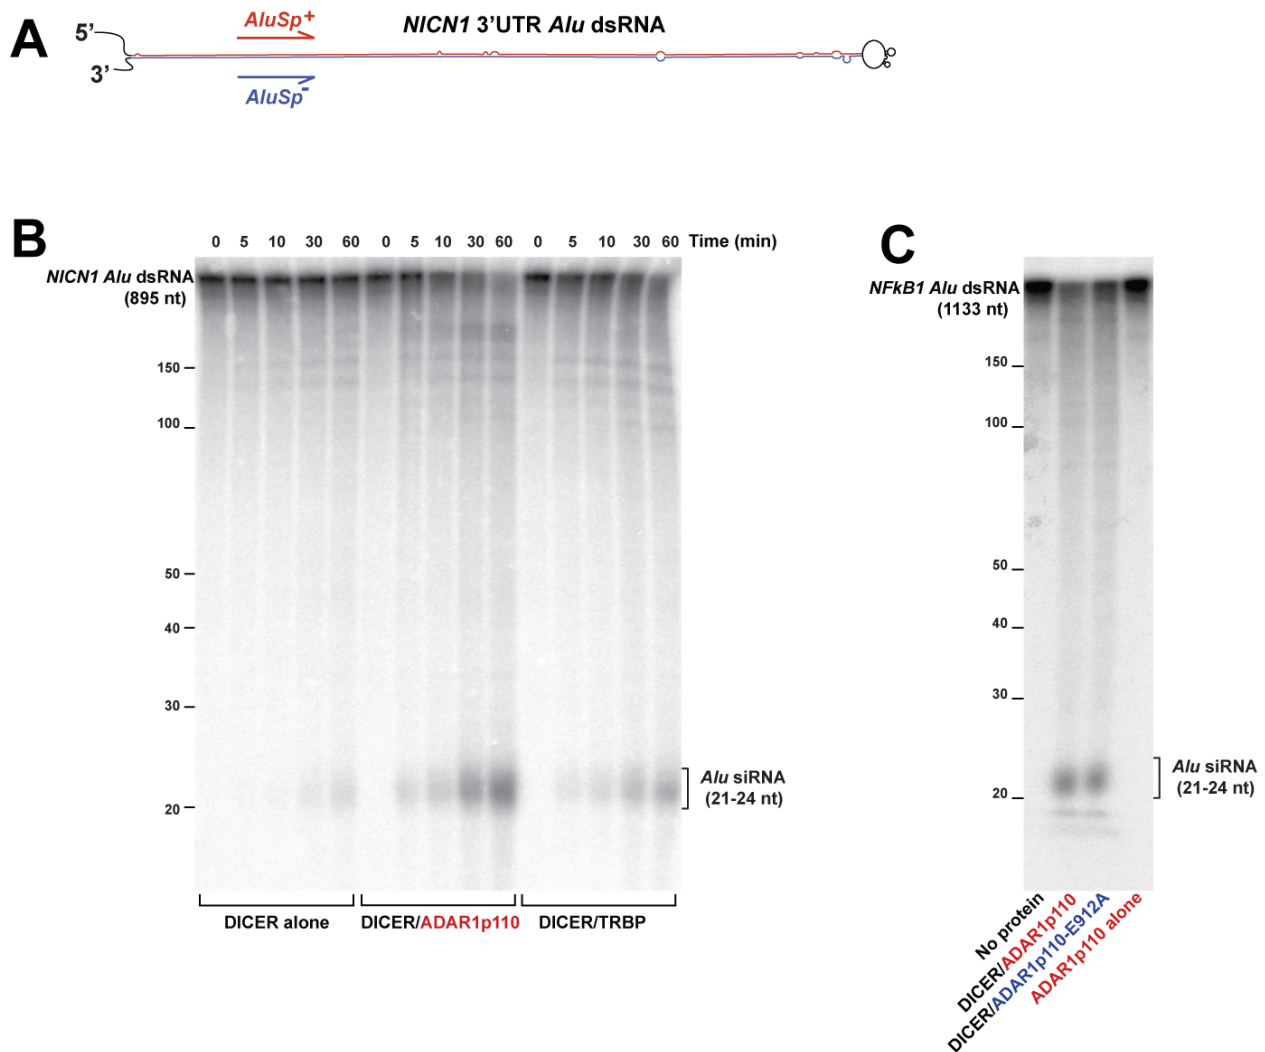 A
5’
3’
AluSp+
AluSp-
NICN1 3’UTR Alu dsRNA
B
0 5 10 30 60 0 5 10 30 60 0 5 10 30 60 Time (min)
NICN1 Alu dsRNA
(895 nt)
150
100
50
40
30
20
Alu siRNA
(21-24 nt)
DICER alone
DICER/ADAR1p110
DICER/TRBP
C
NFkB1 Alu dsRNA
(1133 nt)
150
100
50
40
30
20
Alu siRNA
(21-24 nt)
No protein
DICER/ADAR1p110
DICER/ADAR1p110-E912A
ADAR1p110 alone